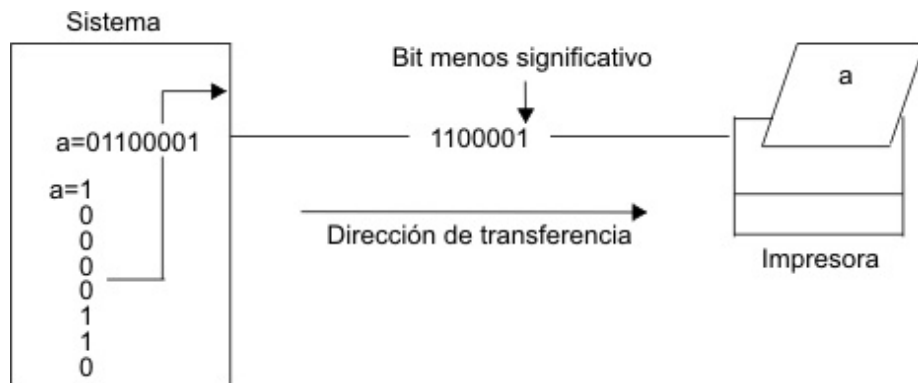 Sistema
Bit menos significativo
a
a=01100001
1100001
a=1
0
0
0
0
1
1
0
Dirección de transferencia
Impresora